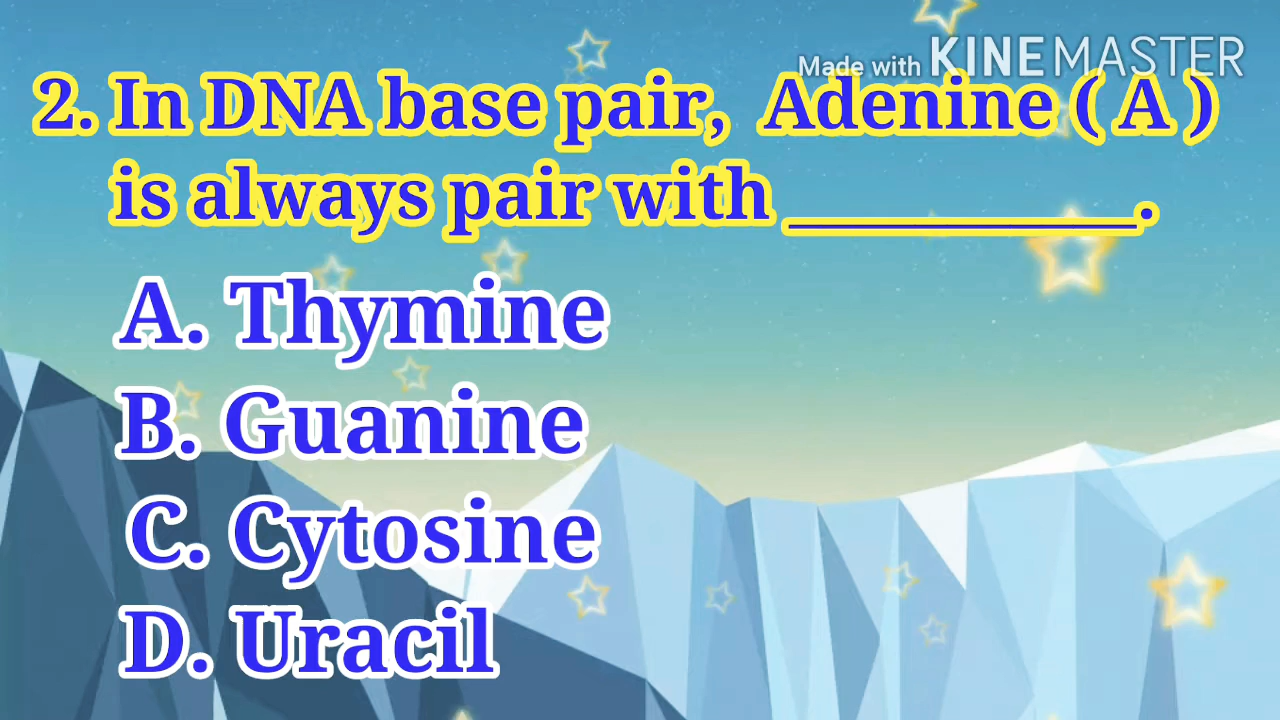 Made with KINEMASTER
2. In DNA base pair, Adenine ( A )
is always pair with __________.
A. Thymine
B. Guanine
C. Cytosine
D. Uracil